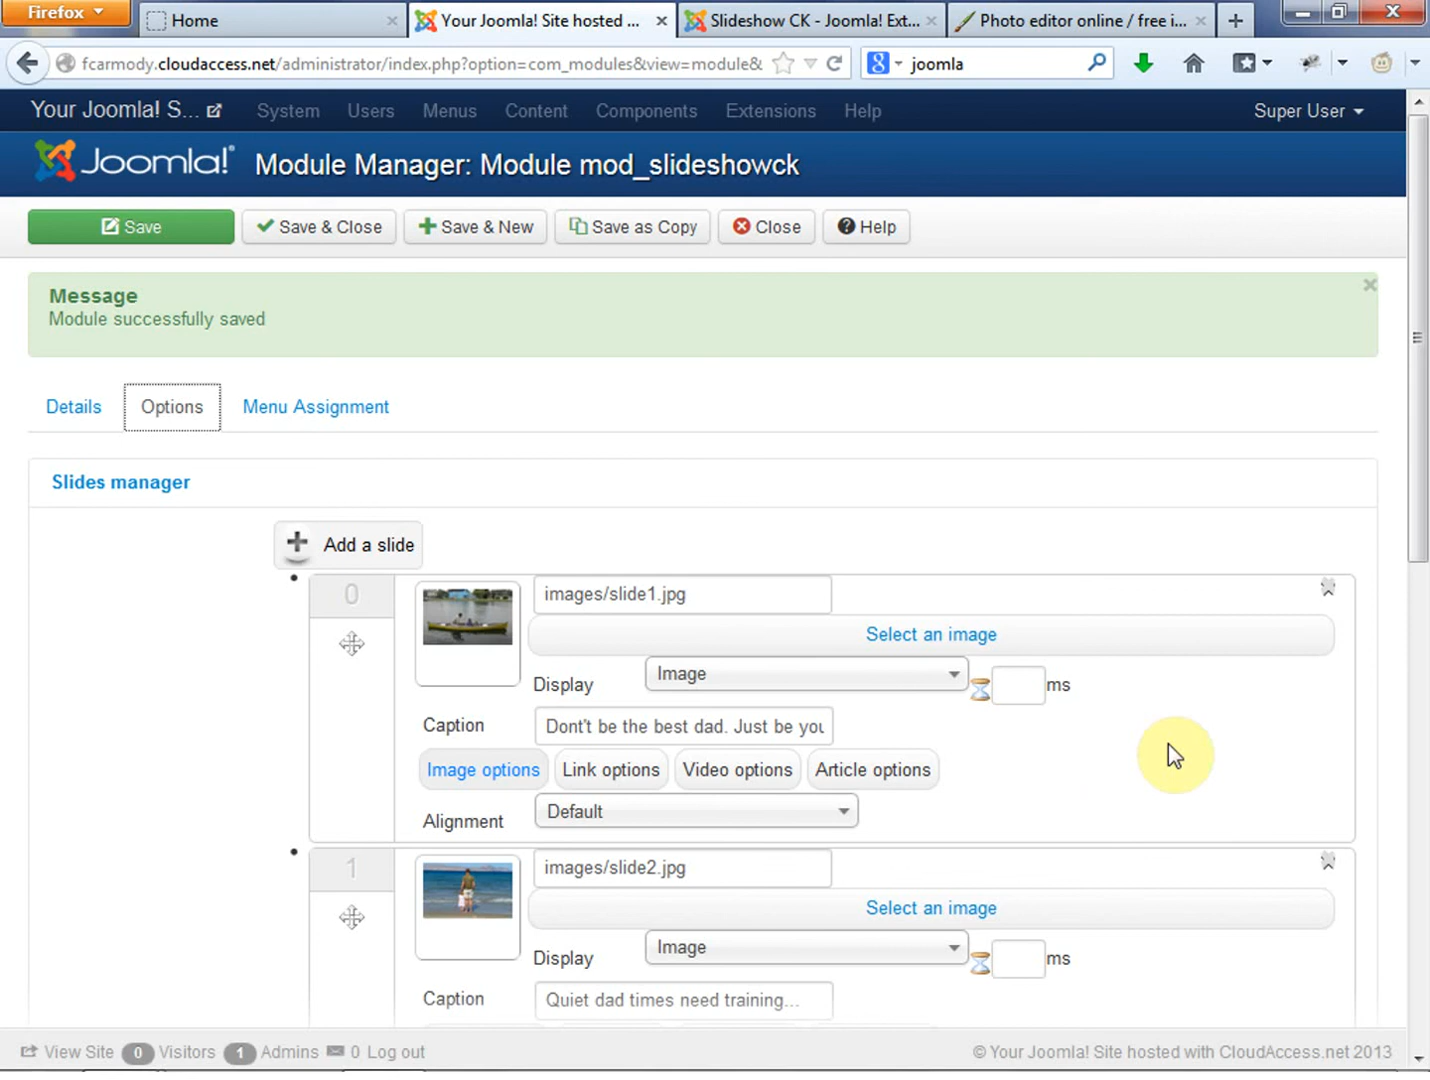 Firefox
Home
Your Joomla! Site hosted ...
Slideshow CK - Joomla! Ext...
Photo editor online / free i...
fcarmody.cloudaccess.net/administrator/index.php?option=com_modules&view=module&
joomla
Your Joomla! S... System Users Menus Content Components Extensions Help Super User
Joomla! Module Manager: Module mod_slideshowck
Save Save & Close Save & New Save as Copy Close Help
Message
Module successfully saved
Details Options Menu Assignment
Slides manager
Add a slide
0 images/slide1.jpg
Select an image
Display Image ms
Caption Dont't be the best dad. Just be you
Image options Link options Video options Article options
Alignment Default
1 images/slide2.jpg
Select an image
Display Image ms
Caption Quiet dad times need training...
View Site 0 Visitors 1 Admins 0 Log out © Your Joomla! Site hosted with CloudAccess.net 2013